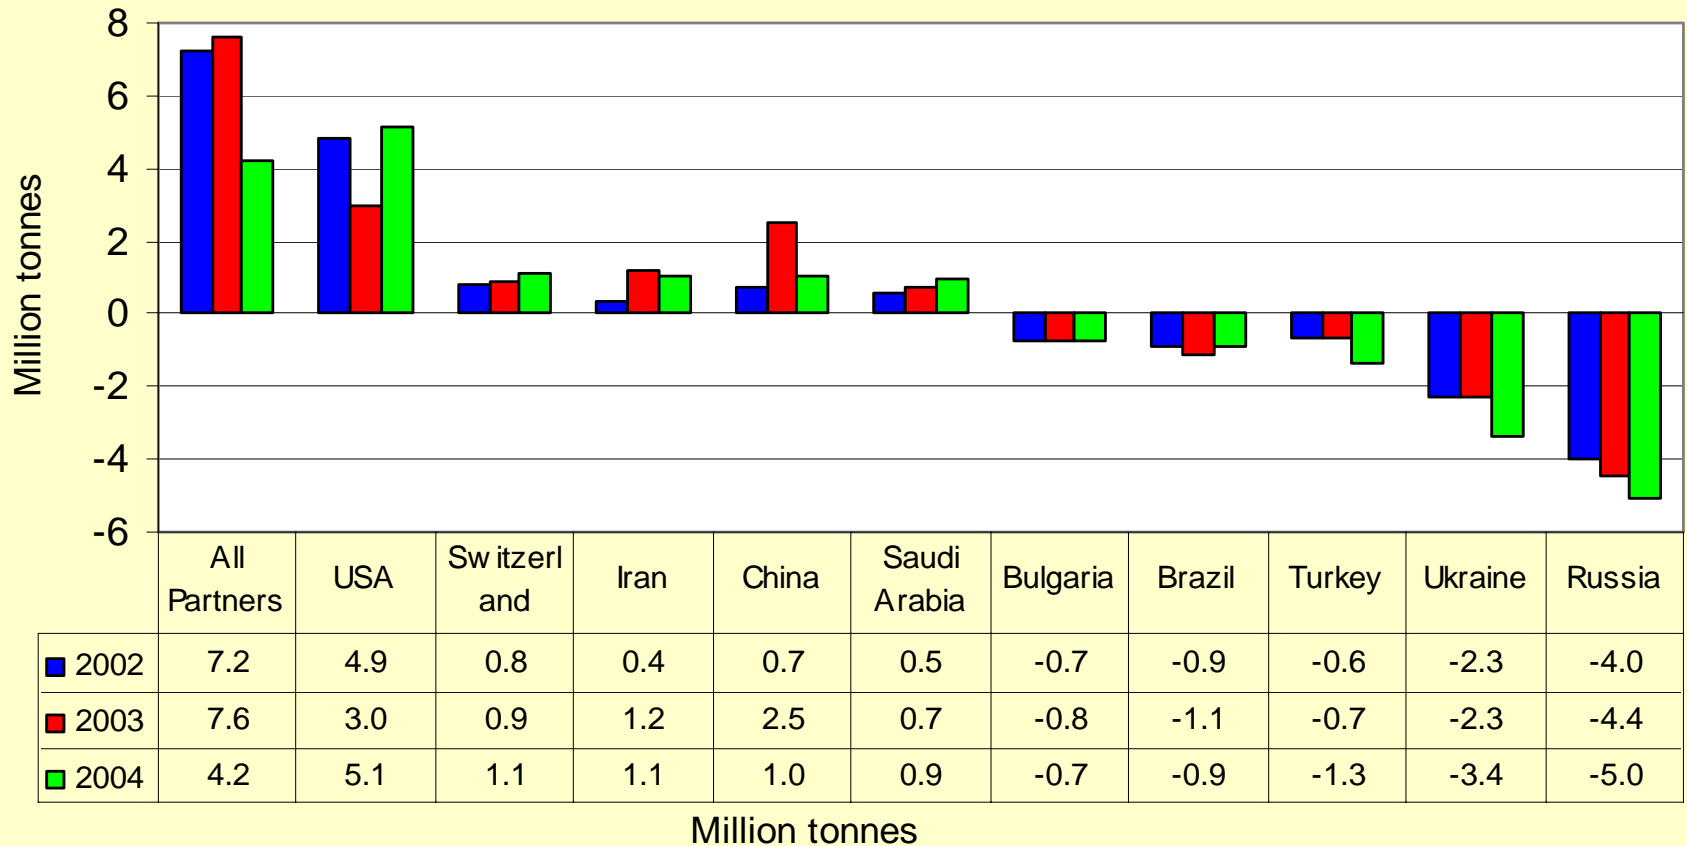 8
6
4
2
0
-2
-4
-6
Million tonnes
All Partners USA Switzerl and Iran China Saudi Arabia Bulgaria Brazil Turkey Ukraine Russia
2002 7.2 4.9 0.8 0.4 0.7 0.5 -0.7 -0.9 -0.6 -2.3 -4.0
2003 7.6 3.0 0.9 1.2 2.5 0.7 -0.8 -1.1 -0.7 -2.3 -4.4
2004 4.2 5.1 1.1 1.1 1.0 0.9 -0.7 -0.9 -1.3 -3.4 -5.0
Million tonnes